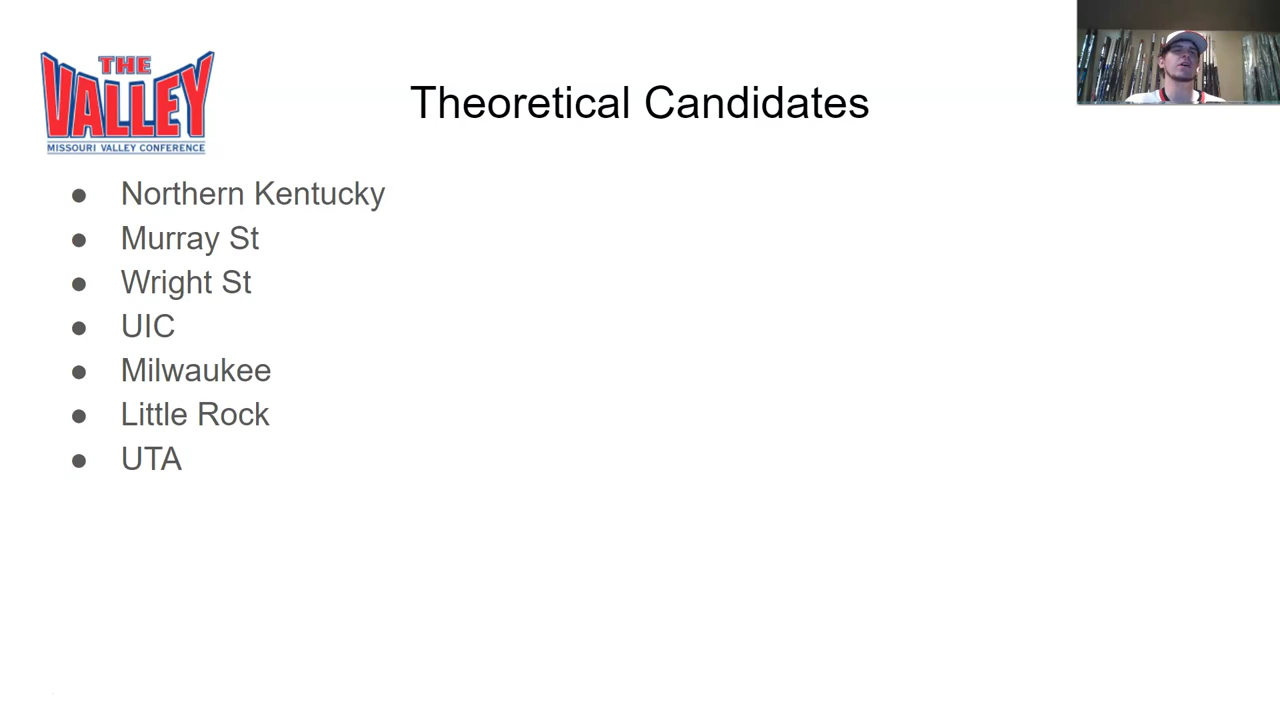 THE
VALLEY
MISSOURI VALLEY CONFERENCE
Theoretical Candidates
● Northern Kentucky
● Murray St
● Wright St
● UIC
● Milwaukee
● Little Rock
● UTA